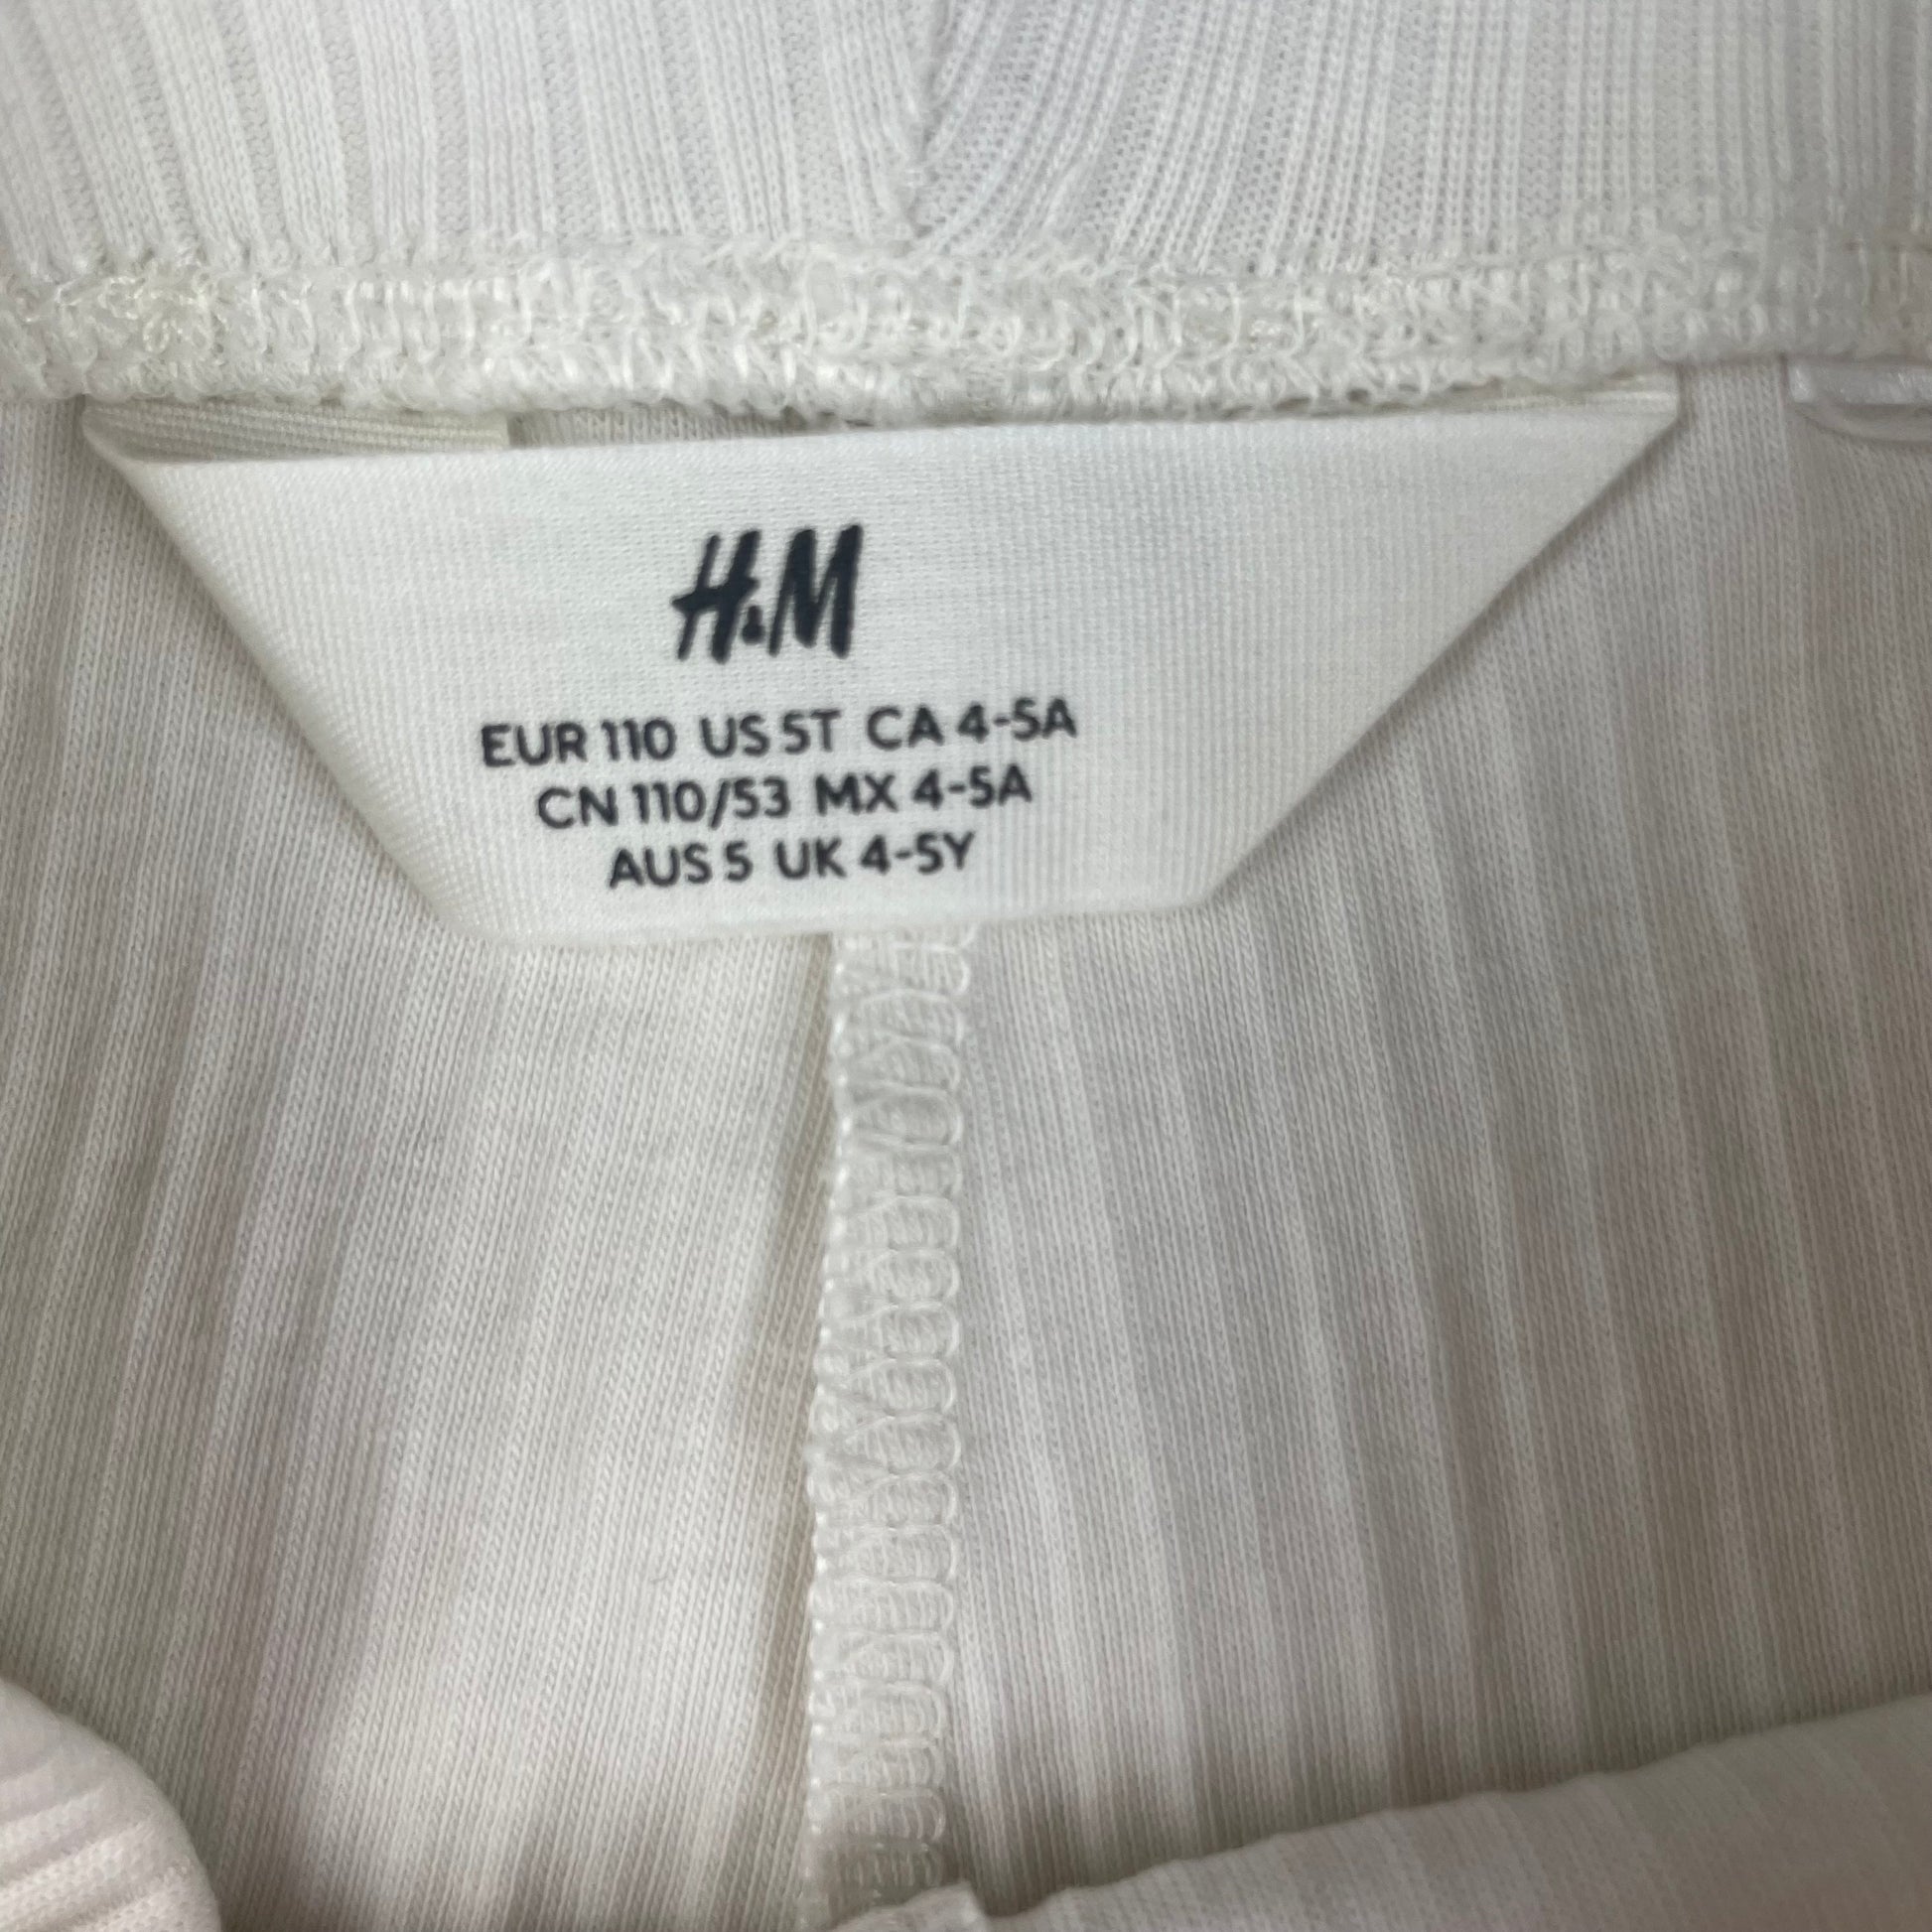 H&M
EUR 110 US 5T CA 4-5A
CN 110/53 MX 4-5A
AUS 5 UK 4-5Y